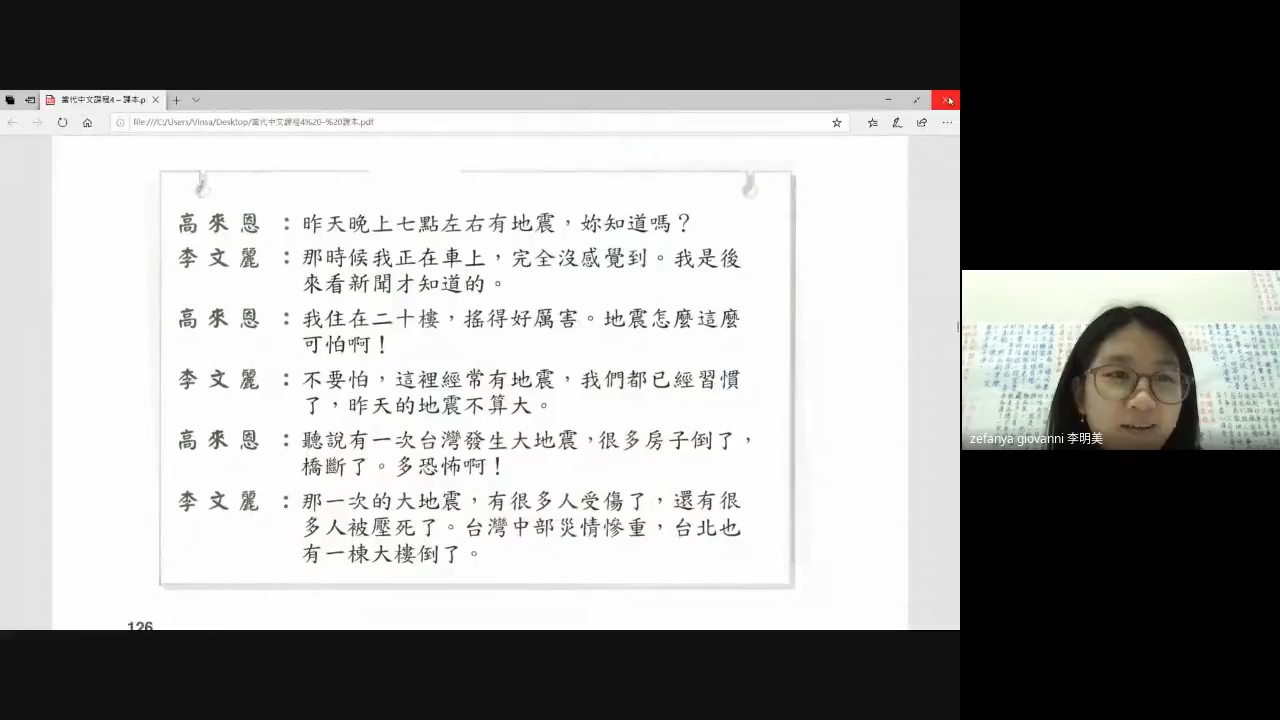 當代中文課程4 – 課本.p
file:///C:/Users/Vinsa/Desktop/當代中文課程4%20-%20課本.pdf
高來恩：昨天晚上七點左右有地震，妳知道嗎？
李文麗：那時候我正在車上，完全沒感覺到。我是後
來看新聞才知道的。
高來恩：我住在二十樓，搖得好厲害。地震怎麼這麼
可怕啊！
李文麗：不要怕，這裡經常有地震，我們都已經習慣
了，昨天的地震不算大。
高來恩：聽說有一次台灣發生大地震，很多房子倒了，
橋斷了。多恐怖啊！
李文麗：那一次的大地震，有很多人受傷了，還有很
多人被壓死了。台灣中部災情慘重，台北也
有一棟大樓倒了。
126
zefanya giovanni 李明美